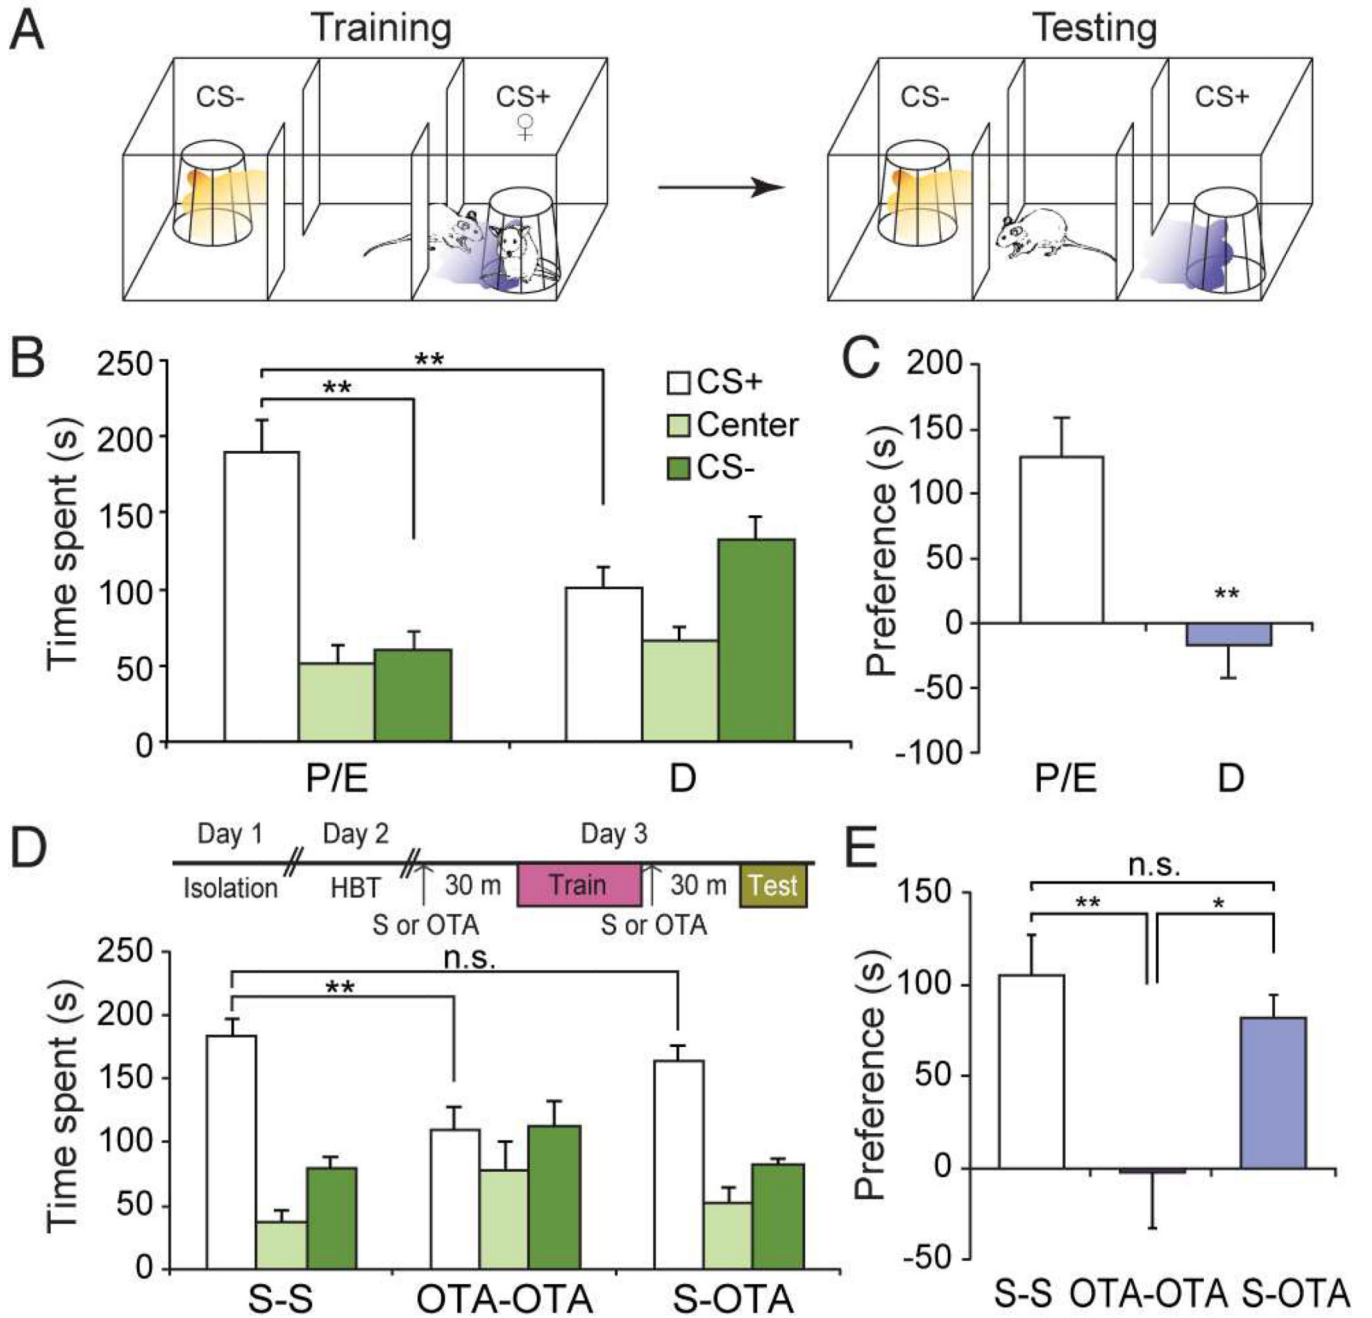 A
Training
Testing
CS-
CS+
♀
CS-
CS+
B
250
200
150
100
50
0
Time spent (s)
**
**
CS+
Center
CS-
P/E
D
C
200
150
100
50
0
-50
-100
Preference (s)
**
P/E
D
D
Day 1
Day 2
Day 3
Isolation
HBT
30 m
Train
30 m
Test
S or OTA
S or OTA
250
200
150
100
50
0
Time spent (s)
n.s.
**
S-S
OTA-OTA
S-OTA
E
150
100
50
0
-50
Preference (s)
n.s.
**
*
S-S
OTA-OTA
S-OTA